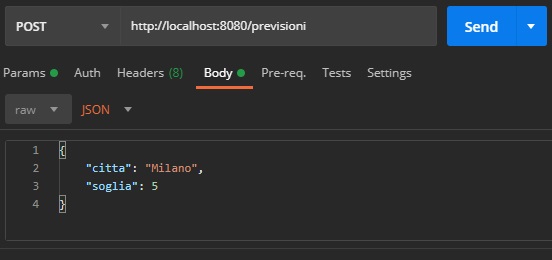 POST http://localhost:8080/previsioni Send
Params Auth Headers (8) Body Pre-req. Tests Settings
raw JSON
1 {
2 "citta": "Milano",
3 "soglia": 5
4 }